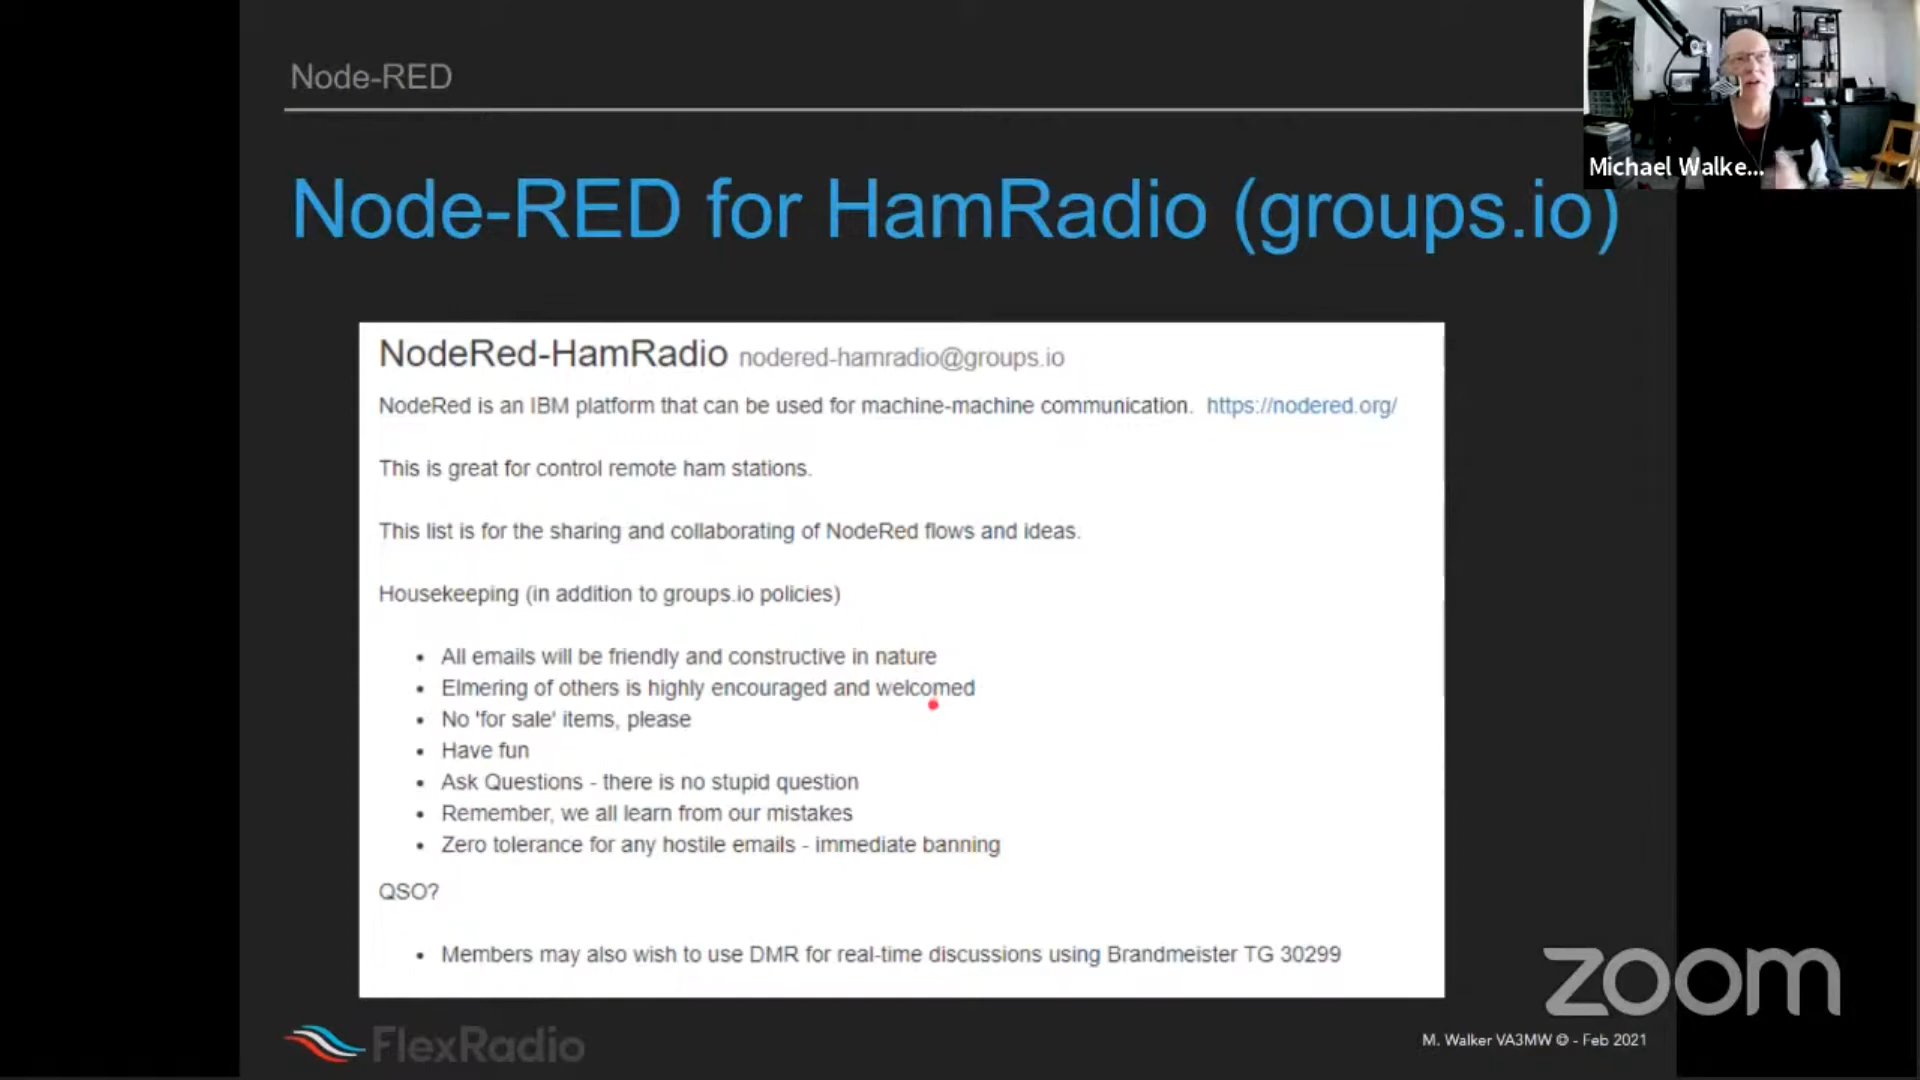 Node-RED
Michael Walke...
Node-RED for HamRadio (groups.io)
NodeRed-HamRadio nodered-hamradio@groups.io
NodeRed is an IBM platform that can be used for machine-machine communication. https://nodered.org/
This is great for control remote ham stations.
This list is for the sharing and collaborating of NodeRed flows and ideas.
Housekeeping (in addition to groups.io policies)
• All emails will be friendly and constructive in nature
• Elmering of others is highly encouraged and welcomed
• No 'for sale' items, please
• Have fun
• Ask Questions - there is no stupid question
• Remember, we all learn from our mistakes
• Zero tolerance for any hostile emails - immediate banning
QSO?
• Members may also wish to use DMR for real-time discussions using Brandmeister TG 30299
zoom
FlexRadio
M. Walker VA3MW © - Feb 2021